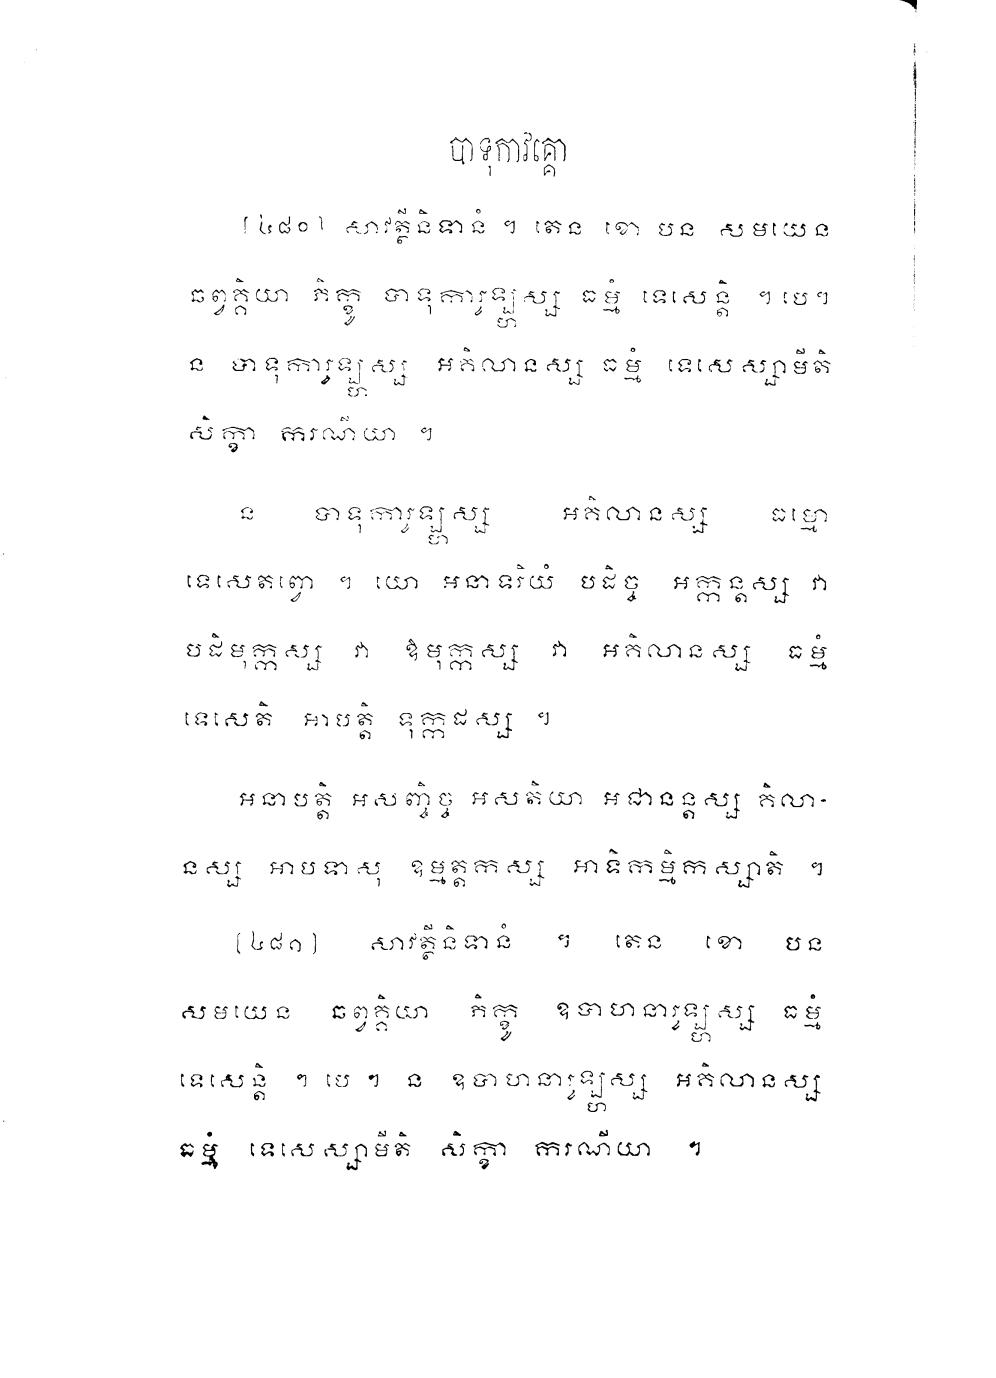 បាទុកាវគ្គោ
[៤៨០] សាវត្ថីនិទានំ ។ តេន ខោ បន សមយេន
ឆព្វគ្គិយា ភិក្ខូ បាទុការូឡ្ហស្ស ធម្មំ ទេសេន្តិ ។ បេ។
ន បាទុការូឡ្ហស្ស អគិលានស្ស ធម្មំ ទេសេស្សាមីតិ
សិក្ខា ករណីយា ។
ន បាទុការូឡ្ហស្ស អគិលានស្ស ធម្មោ
ទេសេតព្វោ ។ យោ អនាទរិយំ បដិច្ច អក្កន្តស្ស វា
បដិមុក្កស្ស វា ឱមុក្កស្ស វា អគិលានស្ស ធម្មំ
ទេសេតិ អាបត្តិ ទុក្កដស្ស ។
អនាបត្តិ អសញ្ចិច្ច អសតិយា អជានន្តស្ស គិលា-
នស្ស អាបទាសុ ឧម្មត្តកស្ស អាទិកម្មិកស្សាតិ ។
[៤៨១] សាវត្ថីនិទានំ ។ តេន ខោ បន
សមយេន ឆព្វគ្គិយា ភិក្ខូ ឧបាហនារូឡ្ហស្ស ធម្មំ
ទេសេន្តិ ។ បេ ។ ន ឧបាហនារូឡ្ហស្ស អគិលានស្ស
ធម្មំ ទេសេស្សាមីតិ សិក្ខា ករណីយា ។